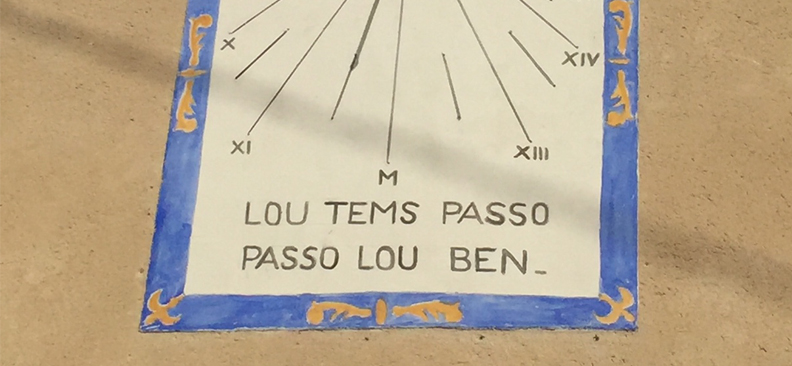 X
XIV
XI
XIII
M
LOU TEMS PASSO
PASSO LOU BEN_